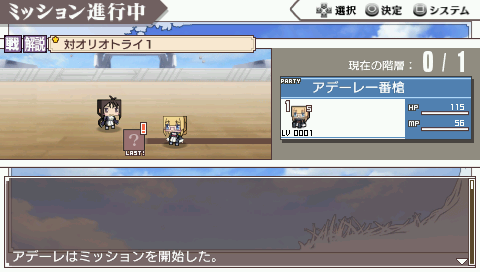 ミッション進行中
選択 決定 システム
戦 解説 対オリオトライ1
現在の階層: 0/1
PARTY
アデーレ一番槍
1
HP 115
MP 56
LV 0001
LAST!
?
アデーレはミッションを開始した。